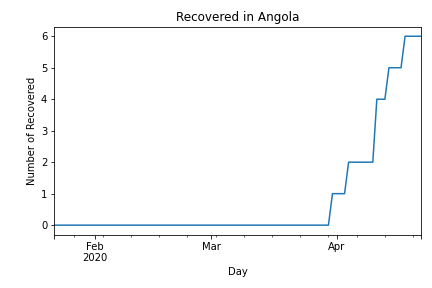 Recovered in Angola
6
5
4
3
2
1
0
Number of Recovered
Feb
2020
Mar
Apr
Day